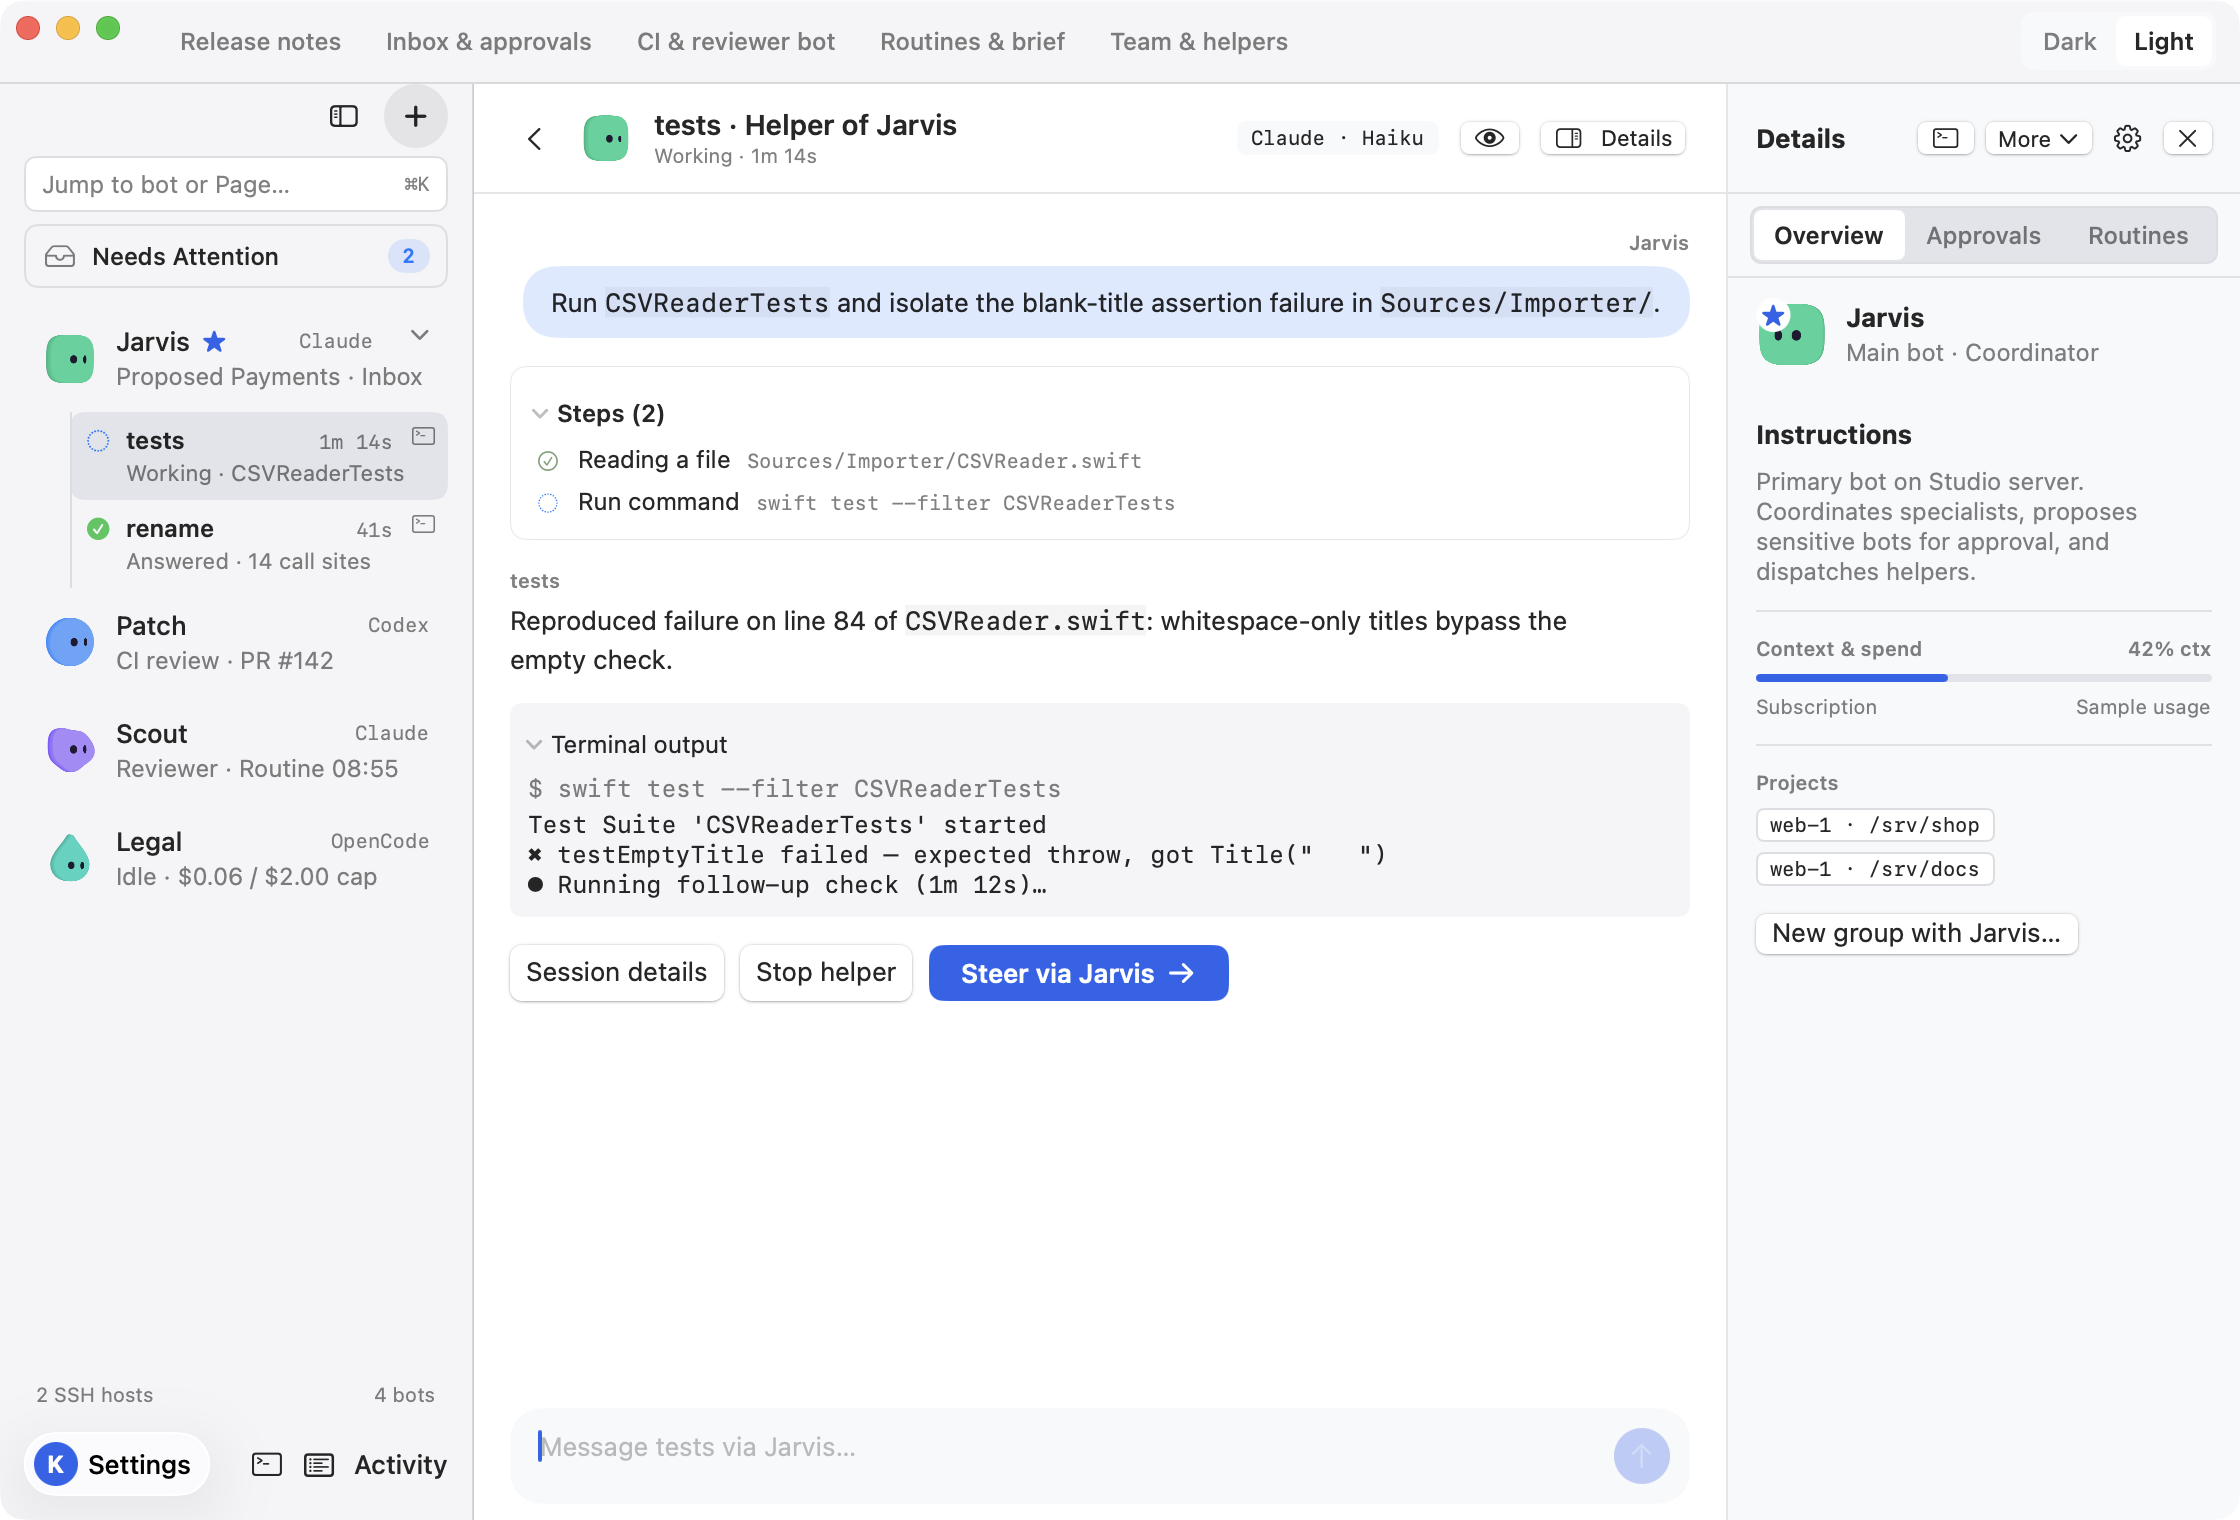 Release notes
Inbox & approvals
CI & reviewer bot
Routines & brief
Team & helpers
Dark
Light
Jump to bot or Page...
⌘K
Needs Attention
2
Jarvis
Claude
Proposed Payments · Inbox
tests
1m 14s
Working · CSVReaderTests
rename
41s
Answered · 14 call sites
Patch
Codex
CI review · PR #142
Scout
Claude
Reviewer · Routine 08:55
Legal
OpenCode
Idle · $0.06 / $2.00 cap
2 SSH hosts
4 bots
K
Settings
Activity
tests · Helper of Jarvis
Working · 1m 14s
Claude · Haiku
Details
Jarvis
Run CSVReaderTests and isolate the blank-title assertion failure in Sources/Importer/.
Steps (2)
Reading a file Sources/Importer/CSVReader.swift
Run command swift test --filter CSVReaderTests
tests
Reproduced failure on line 84 of CSVReader.swift: whitespace-only titles bypass the
empty check.
Terminal output
$ swift test --filter CSVReaderTests
Test Suite 'CSVReaderTests' started
✖ testEmptyTitle failed — expected throw, got Title("   ")
● Running follow-up check (1m 12s)…
Session details
Stop helper
Steer via Jarvis →
Message tests via Jarvis...
Details
More
Overview
Approvals
Routines
Jarvis
Main bot · Coordinator
Instructions
Primary bot on Studio server.
Coordinates specialists, proposes
sensitive bots for approval, and
dispatches helpers.
Context & spend
42% ctx
Subscription
Sample usage
Projects
web-1 · /srv/shop
web-1 · /srv/docs
New group with Jarvis...